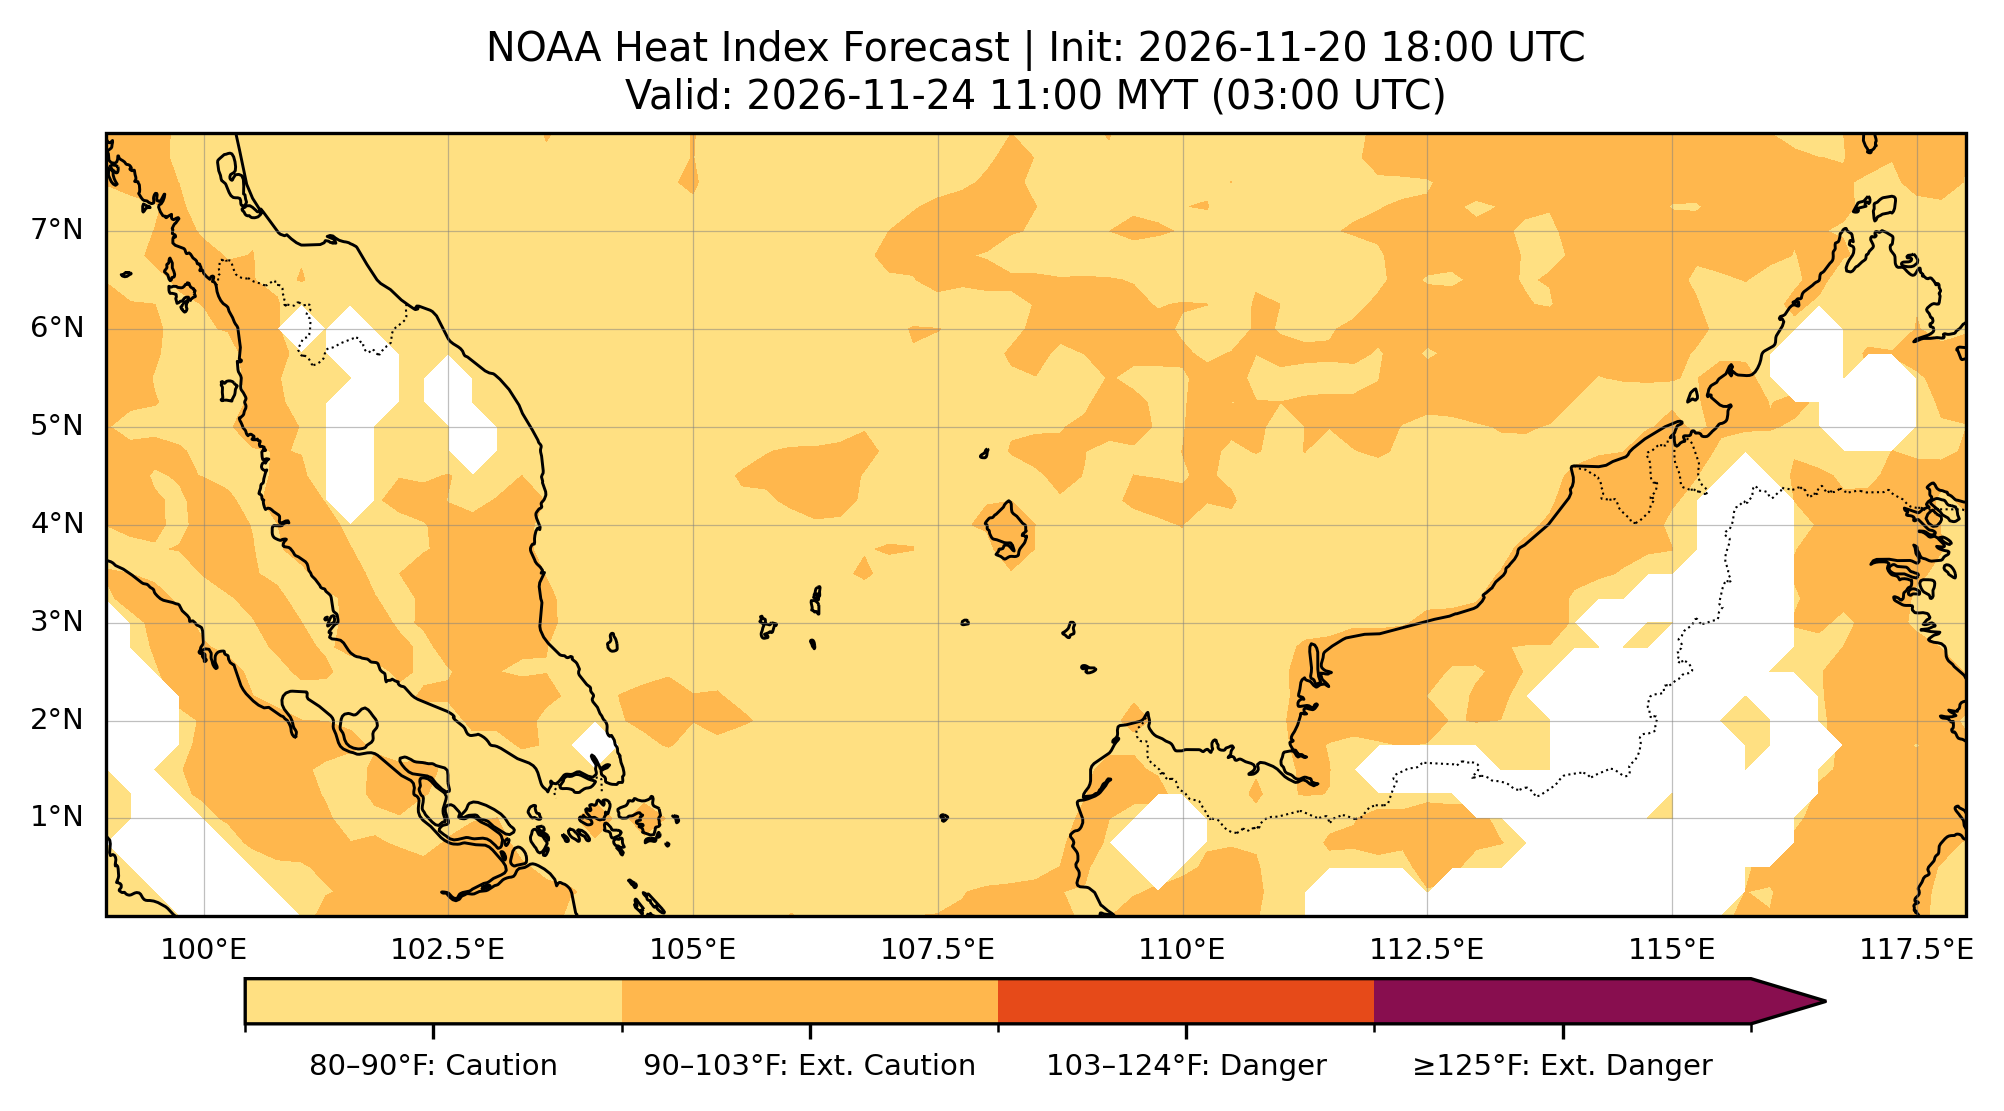 NOAA Heat Index Forecast | Init: 2026-11-20 18:00 UTC
Valid: 2026-11-24 11:00 MYT (03:00 UTC)
7°N
6°N
5°N
4°N
3°N
2°N
1°N
100°E 102.5°E 105°E 107.5°E 110°E 112.5°E 115°E 117.5°E
80–90°F: Caution 90–103°F: Ext. Caution 103–124°F: Danger ≥125°F: Ext. Danger